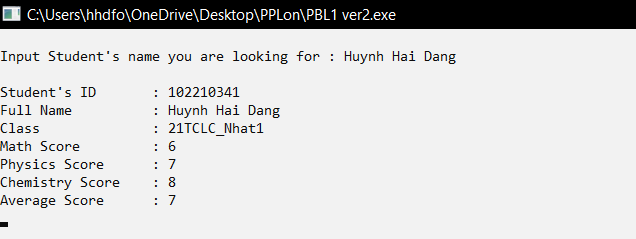 C:\Users\hhdfo\OneDrive\Desktop\PPLon\PBL1 ver2.exe
Input Student's name you are looking for : Huynh Hai Dang
Student's ID : 102210341
Full Name : Huynh Hai Dang
Class : 21TCLC_Nhat1
Math Score : 6
Physics Score : 7
Chemistry Score : 8
Average Score : 7